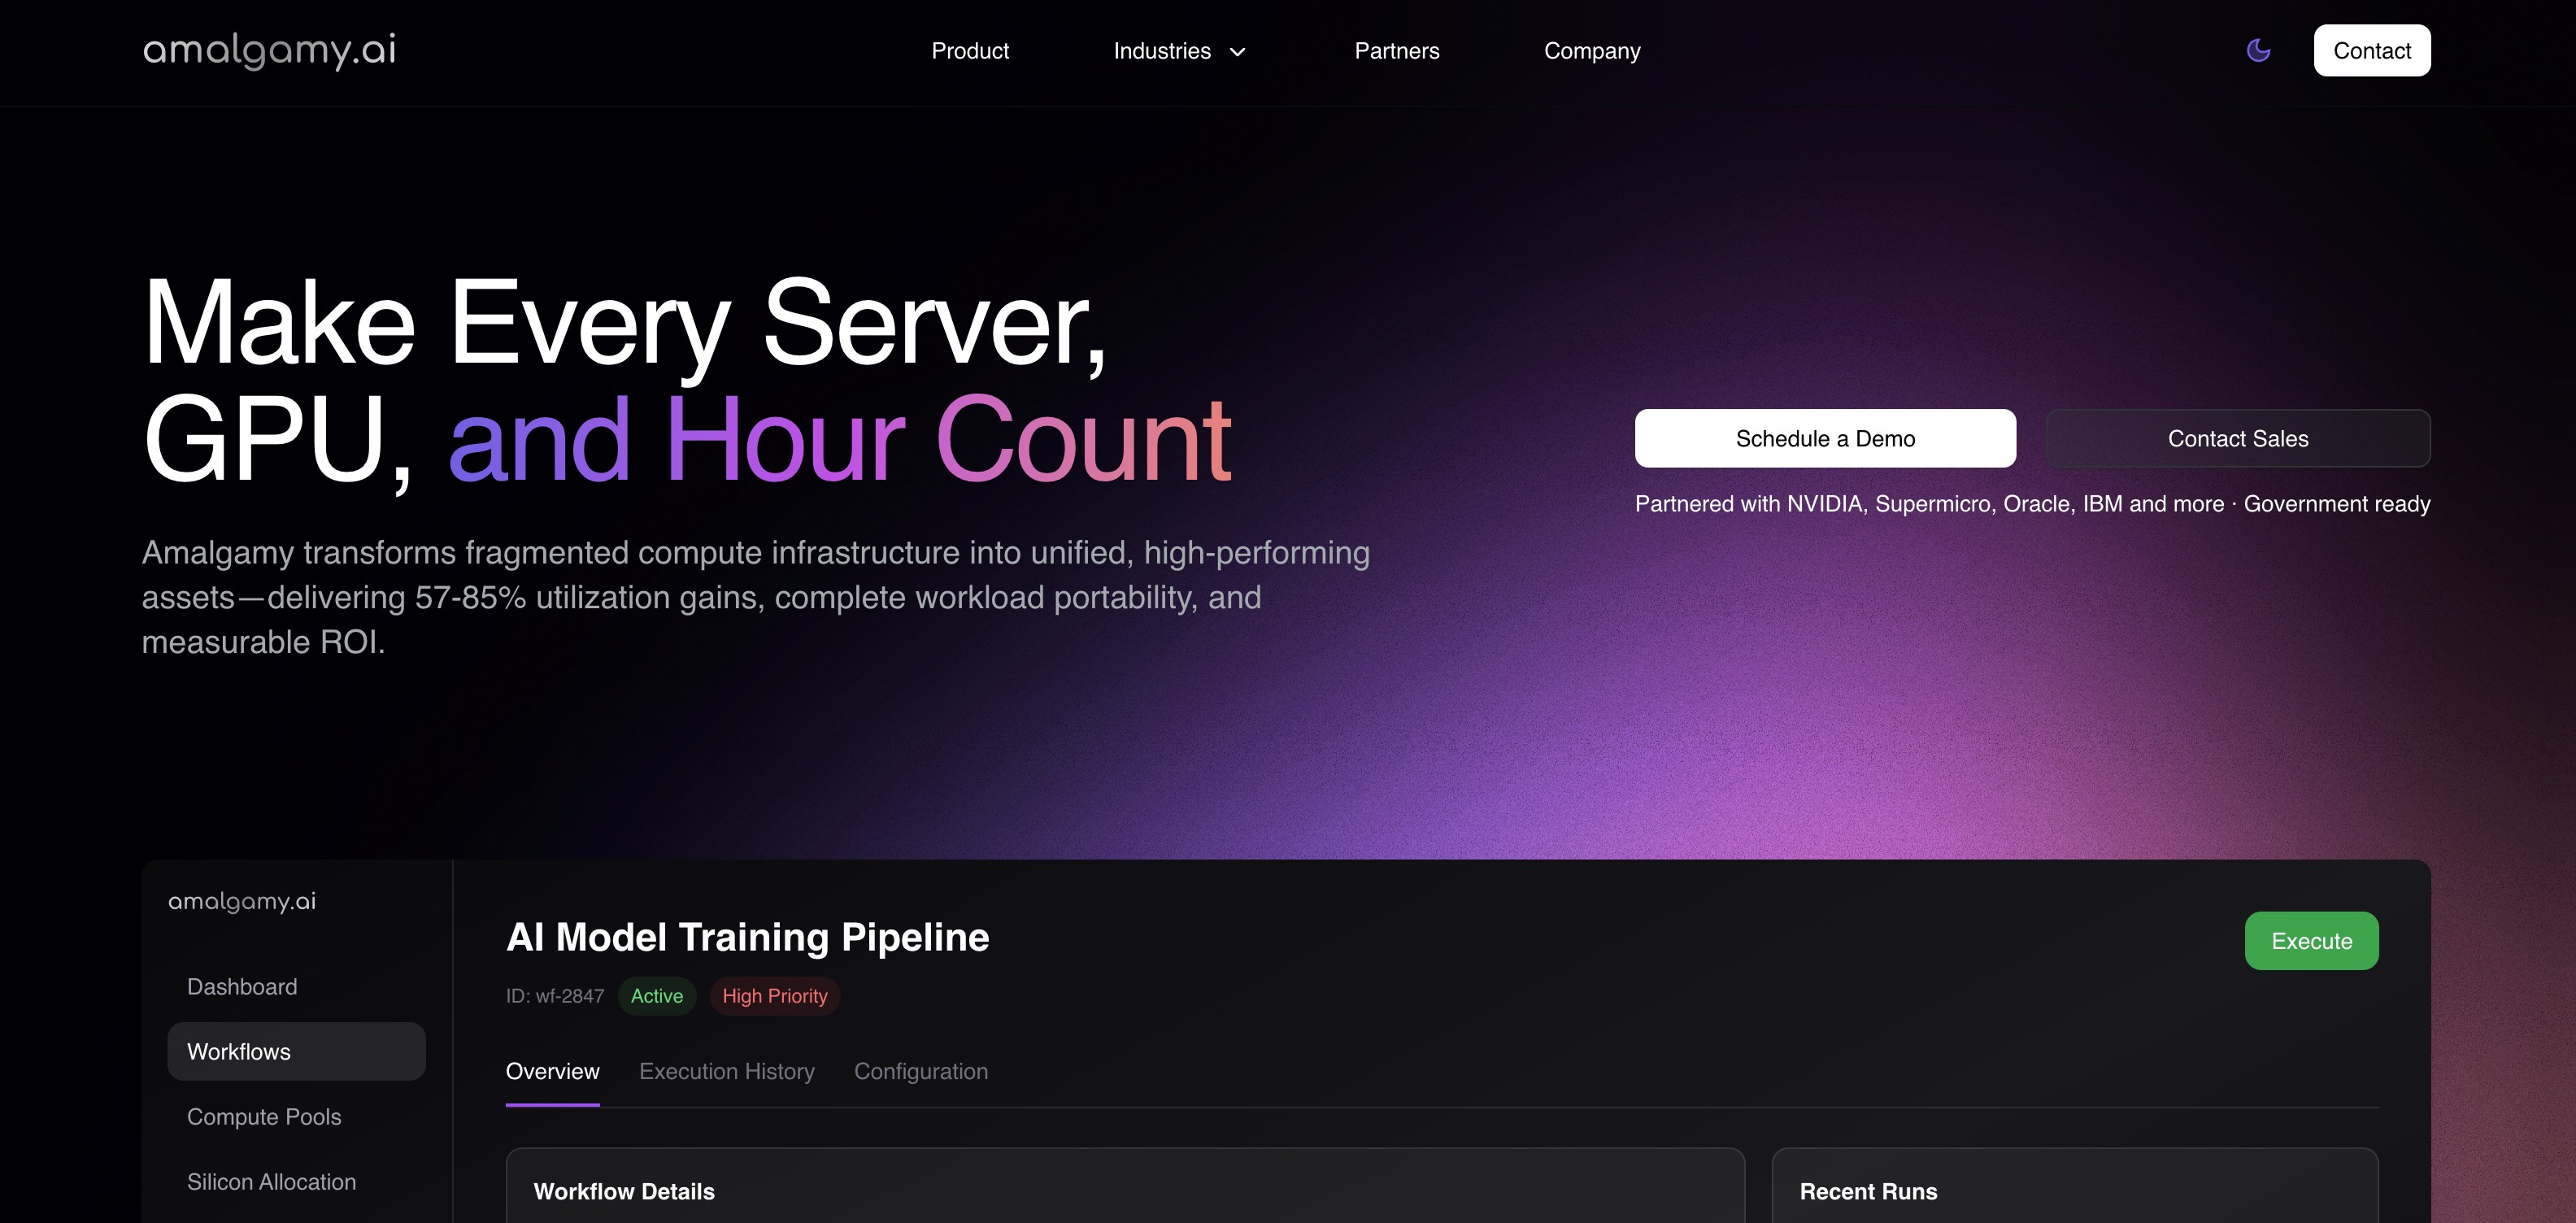 amalgamy.ai
Product
Industries
Partners
Company
Contact
Make Every Server,
GPU, and Hour Count
Amalgamy transforms fragmented compute infrastructure into unified, high-performing
assets—delivering 57-85% utilization gains, complete workload portability, and
measurable ROI.
Schedule a Demo
Contact Sales
Partnered with NVIDIA, Supermicro, Oracle, IBM and more · Government ready
amalgamy.ai
Dashboard
Workflows
Compute Pools
Silicon Allocation
AI Model Training Pipeline
Execute
ID: wf-2847
Active
High Priority
Overview
Execution History
Configuration
Workflow Details
Recent Runs